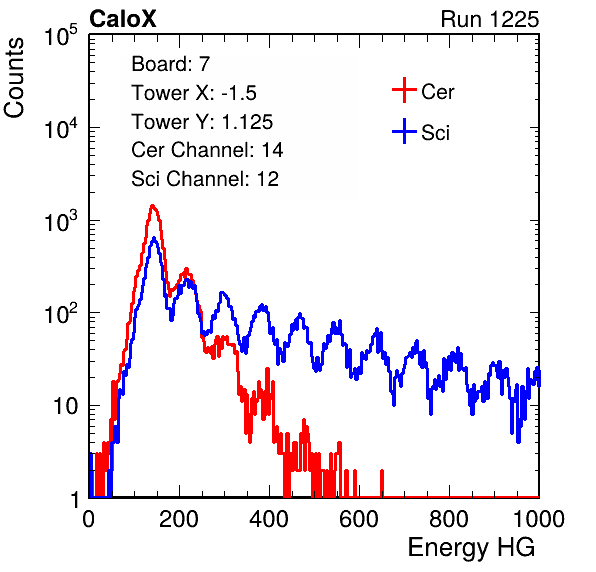 CaloX Run 1225
Counts
10^5
10^4
10^3
10^2
10
1
Board: 7
Tower X: -1.5
Tower Y: 1.125
Cer Channel: 14
Sci Channel: 12
Cer
Sci
0 200 400 600 800 1000
Energy HG